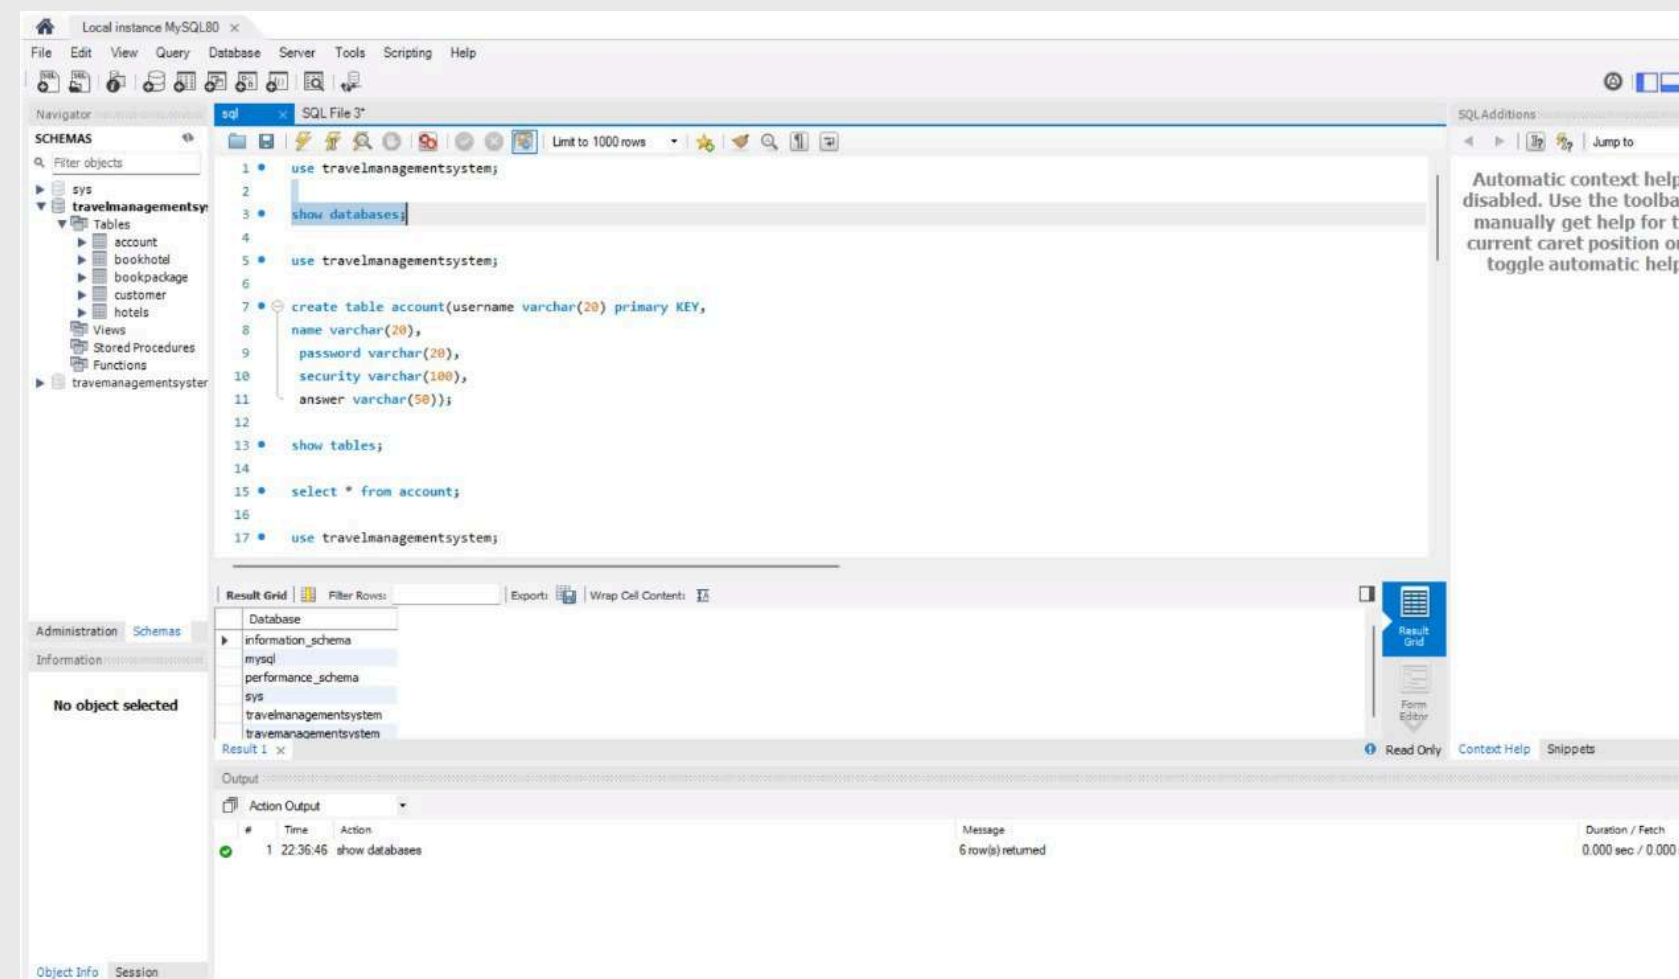 Local instance MySQL80
File Edit View Query Database Server Tools Scripting Help
Navigator
SCHEMAS
Filter objects
sys
travelmanagementsy
Tables
account
bookhotel
bookpackage
customer
hotels
Views
Stored Procedures
Functions
travemanagementsyster
Administration Schemas
Information
No object selected
Object Info Session
sql SQL File 3*
Limit to 1000 rows
1 use travelmanagementsystem;
2
3 show databases;
4
5 use travelmanagementsystem;
6
7 create table account(username varchar(20) primary KEY,
8 name varchar(20),
9 password varchar(20),
10 security varchar(100),
11 answer varchar(50));
12
13 show tables;
14
15 select * from account;
16
17 use travelmanagementsystem;
Result Grid Filter Rows: Export: Wrap Cell Content:
Database
information_schema
mysql
performance_schema
sys
travelmanagementsystem
travemanagementsystem
Result Grid
Form Editor
Result 1 Read Only
SQLAdditions
Jump to
Automatic context help
disabled. Use the toolba
manually get help for t
current caret position o
toggle automatic help
Context Help Snippets
Output
Action Output
# Time Action Message Duration / Fetch
1 22:36:46 show databases 6 row(s) returned 0.000 sec / 0.000